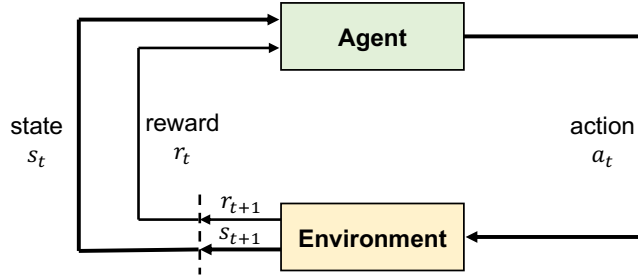 Agent
state
s_t
reward
r_t
action
a_t
r_{t+1}
s_{t+1}
Environment